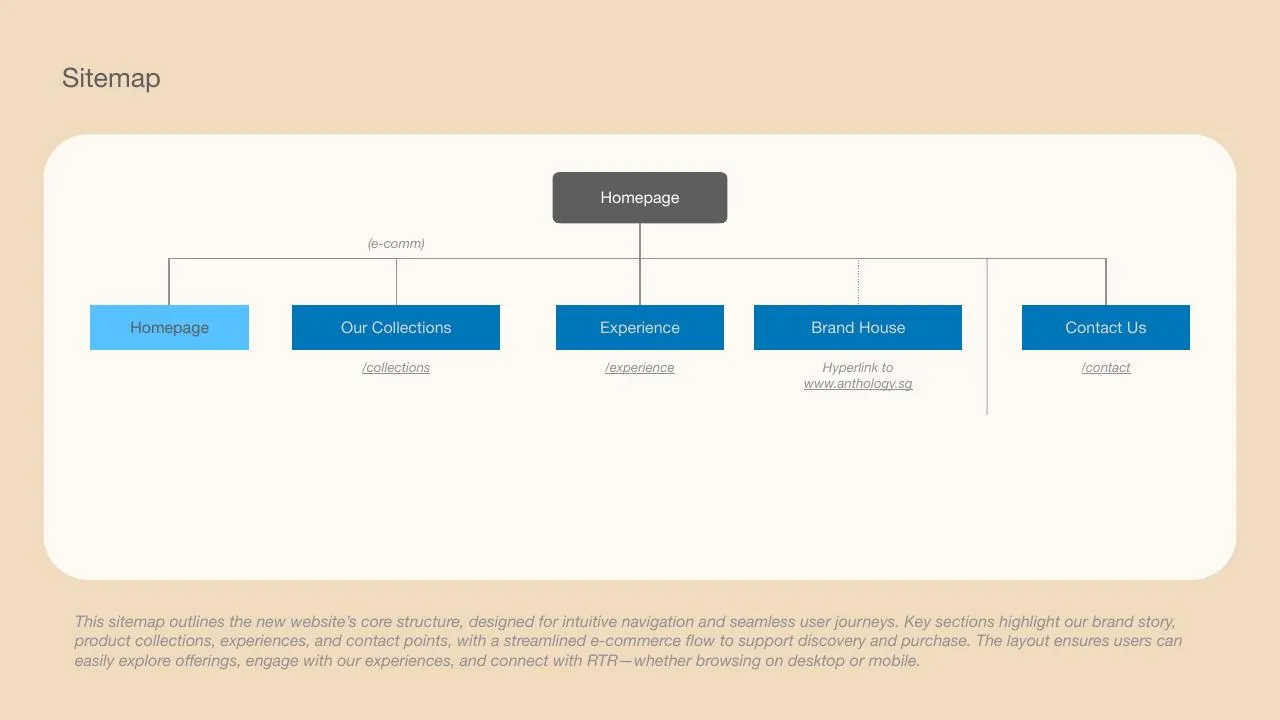 Sitemap
Homepage
(e-comm)
Homepage
Our Collections
Experience
Brand House
Contact Us
/collections
/experience
Hyperlink to
www.anthology.sg
/contact
This sitemap outlines the new website’s core structure, designed for intuitive navigation and seamless user journeys. Key sections highlight our brand story,
product collections, experiences, and contact points, with a streamlined e-commerce flow to support discovery and purchase. The layout ensures users can
easily explore offerings, engage with our experiences, and connect with RTR—whether browsing on desktop or mobile.